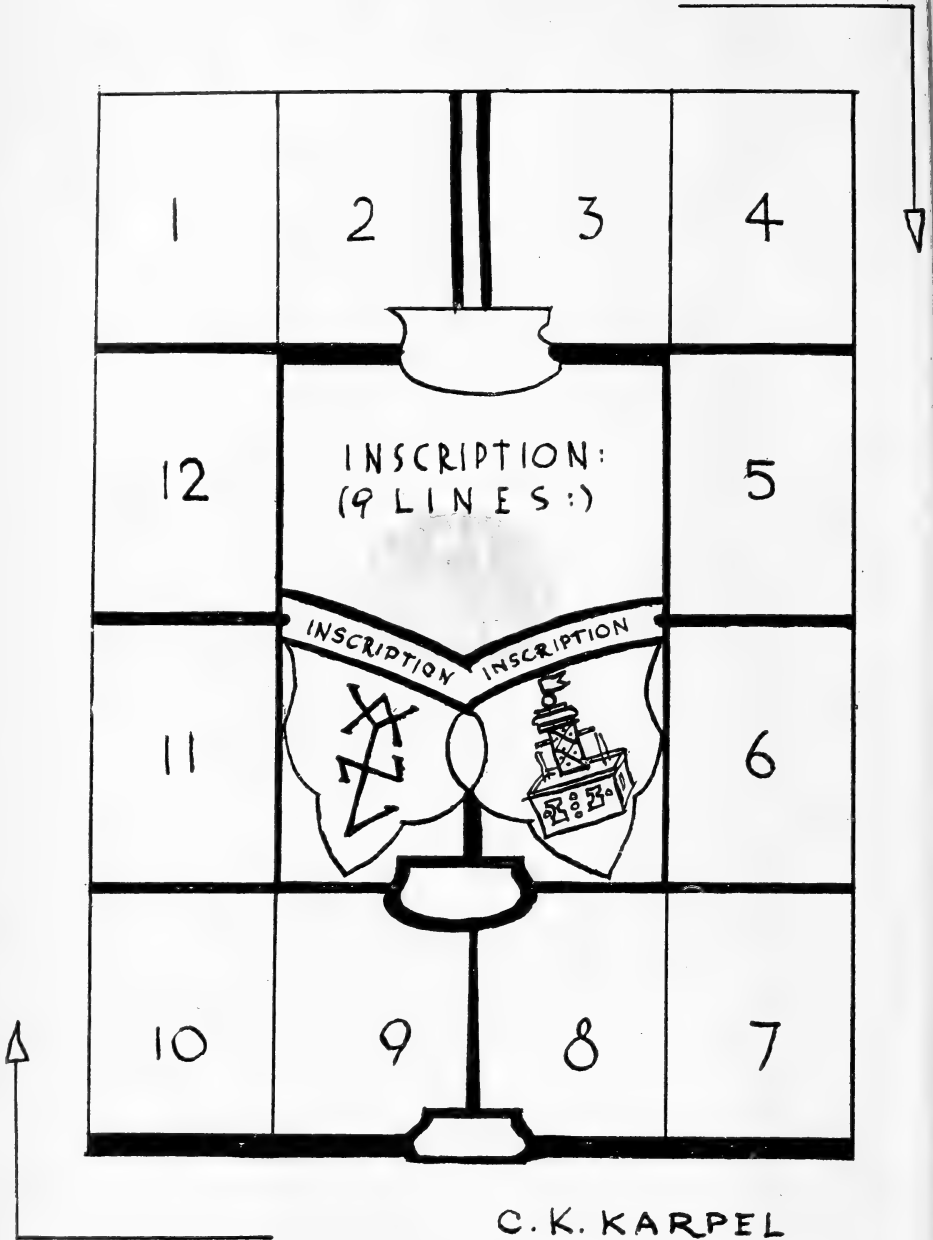 1 2 3 4
INSCRIPTION:
(9 LINES:)
12 5
INSCRIPTION INSCRIPTION
11 6
10 9 8 7
C. K. KARPEL